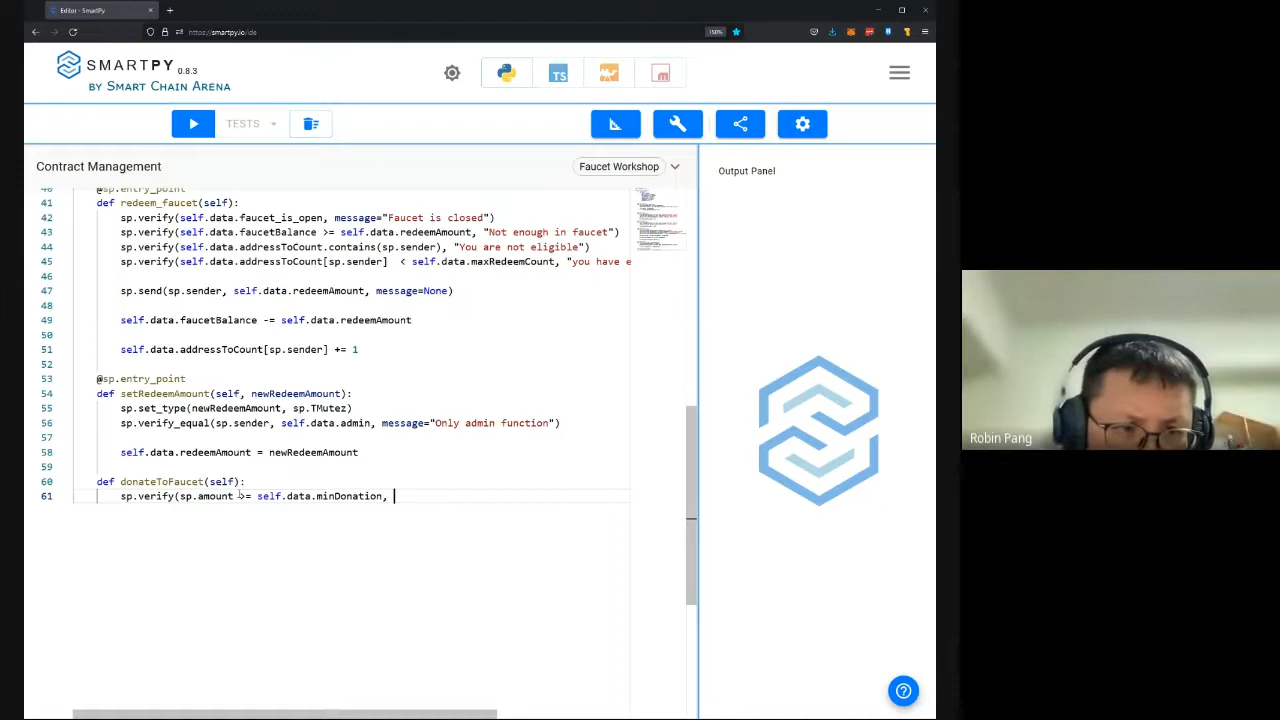 Editor - SmartPy
https://smartpy.io/ide
150%
SMARTPY 0.8.3
BY SMART CHAIN ARENA
TS
m
TESTS
Contract Management
Faucet Workshop
Output Panel
40 @sp.entry_point
41 def redeem_faucet(self):
42 sp.verify(self.data.faucet_is_open, message="Faucet is closed")
43 sp.verify(self.data.faucetBalance >= self.data.redeemAmount, "Not enough in faucet")
44 sp.verify(self.data.addressToCount.contains(sp.sender), "You are not eligible")
45 sp.verify(self.data.addressToCount[sp.sender] < self.data.maxRedeemCount, "you have e
46
47 sp.send(sp.sender, self.data.redeemAmount, message=None)
48
49 self.data.faucetBalance -= self.data.redeemAmount
50
51 self.data.addressToCount[sp.sender] += 1
52
53 @sp.entry_point
54 def setRedeemAmount(self, newRedeemAmount):
55 sp.set_type(newRedeemAmount, sp.TMutez)
56 sp.verify_equal(sp.sender, self.data.admin, message="Only admin function")
57
58 self.data.redeemAmount = newRedeemAmount
59
60 def donateToFaucet(self):
61 sp.verify(sp.amount >= self.data.minDonation,
Robin Pang